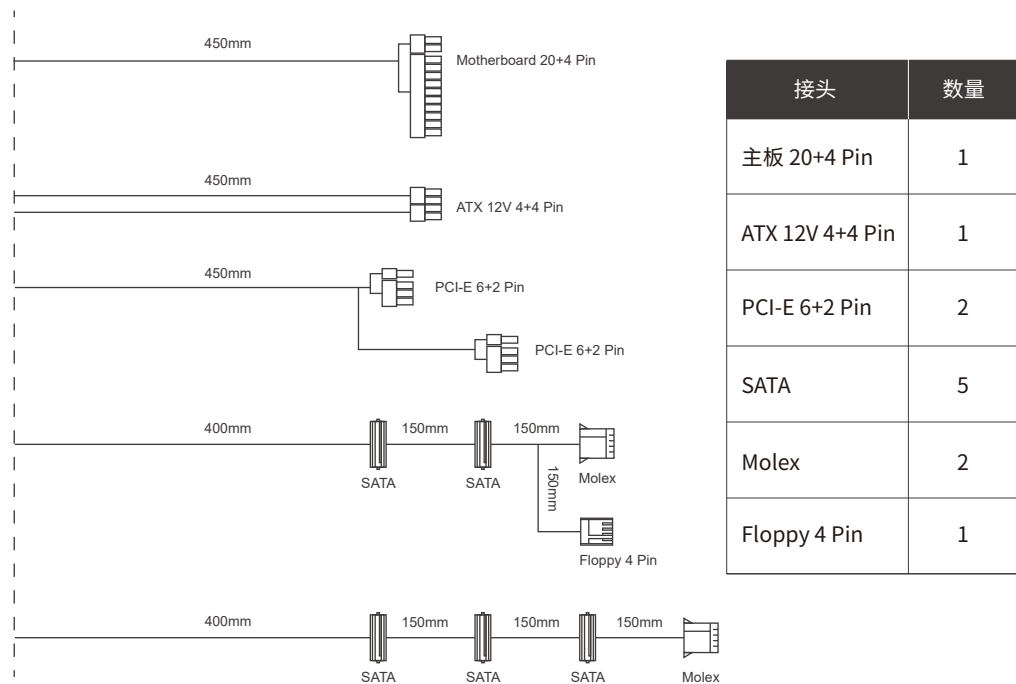 450mm
Motherboard 20+4 Pin
450mm
ATX 12V 4+4 Pin
450mm
PCI-E 6+2 Pin
PCI-E 6+2 Pin
400mm
150mm
150mm
SATA
SATA
Molex
150mm
Floppy 4 Pin
400mm
150mm
150mm
150mm
SATA
SATA
SATA
Molex
接头 数量
主板 20+4 Pin 1
ATX 12V 4+4 Pin 1
PCI-E 6+2 Pin 2
SATA 5
Molex 2
Floppy 4 Pin 1